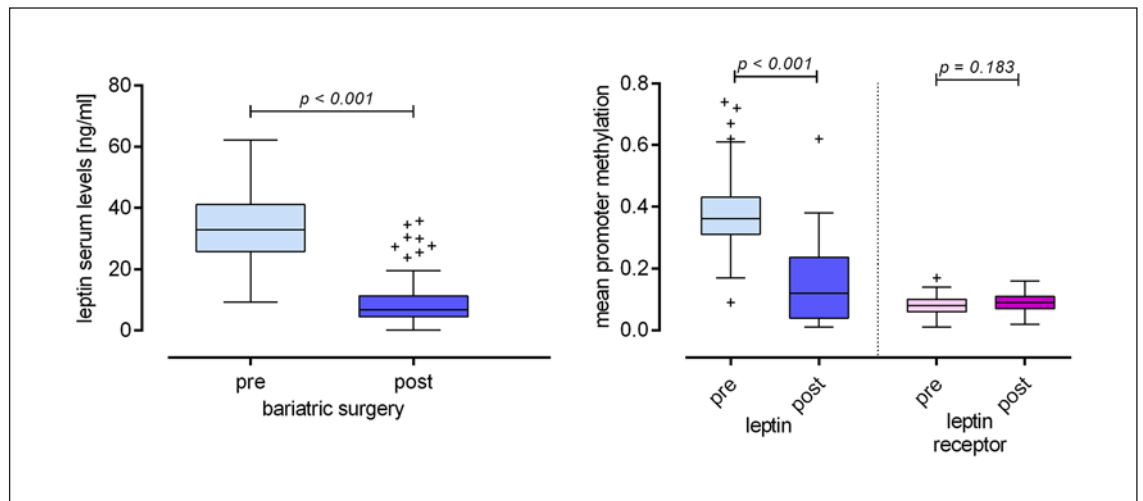 leptin serum levels [ng/ml]
80
60
40
20
0
p < 0.001
pre
post
bariatric surgery
mean promoter methylation
0.8
0.6
0.4
0.2
0.0
p < 0.001
p = 0.183
pre
post
leptin
pre
post
leptin
receptor